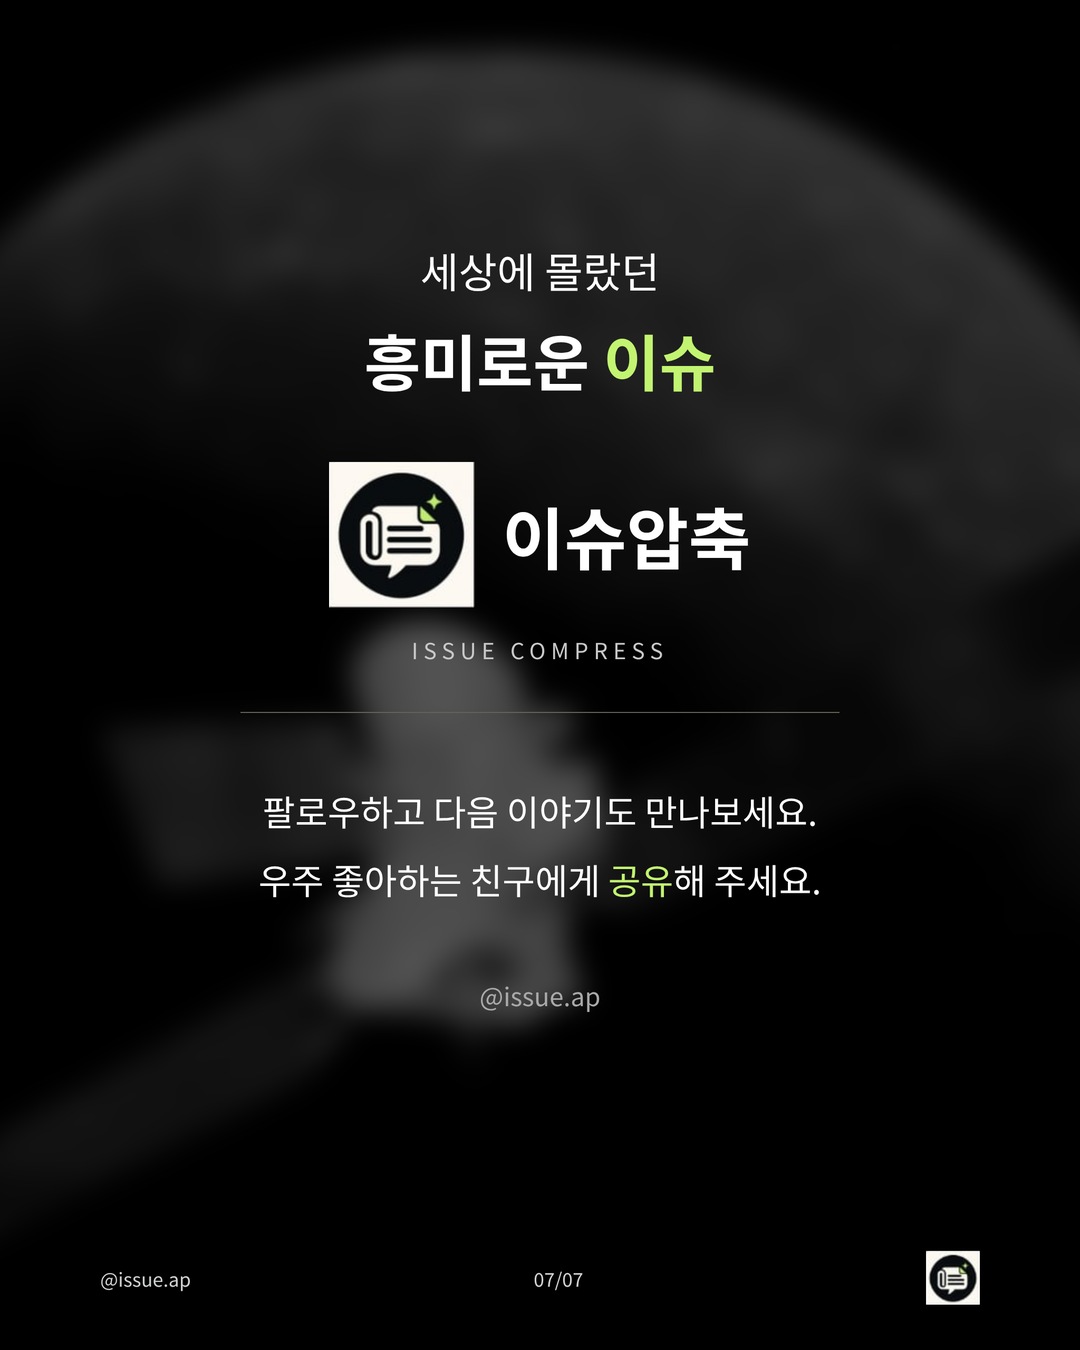 세상에 몰랐던
흥미로운 이슈
이슈압축
ISSUE COMPRESS
팔로우하고 다음 이야기도 만나보세요.
우주 좋아하는 친구에게 공유해 주세요.
@issue.ap
@issue.ap
07/07